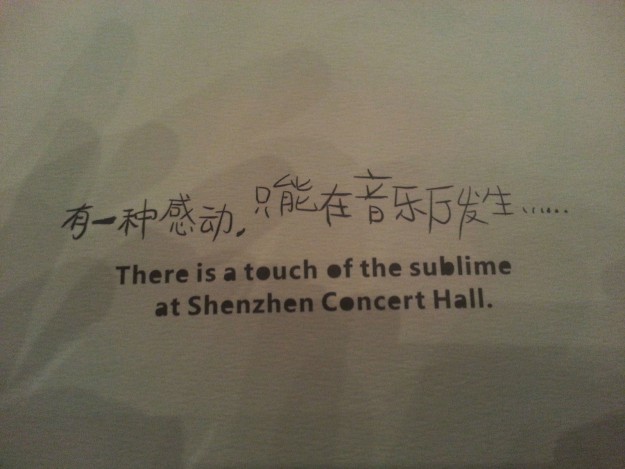 有一种感动,只能在音乐厅发生……
There is a touch of the sublime
at Shenzhen Concert Hall.